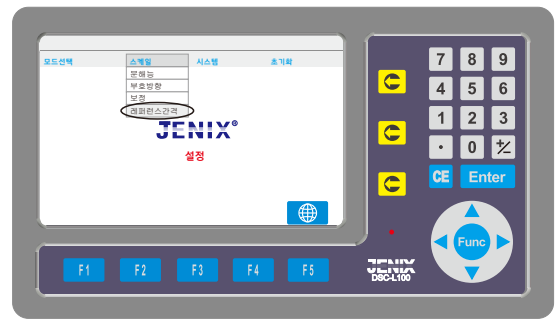 모드선택 스케일 시스템 초기화
분해능
부호방향
보정
레퍼런스간격
JENIX®
설정
7 8 9
4 5 6
1 2 3
· 0 +/-
CE Enter
Func
F1 F2 F3 F4 F5
JENIX
DSC-L100